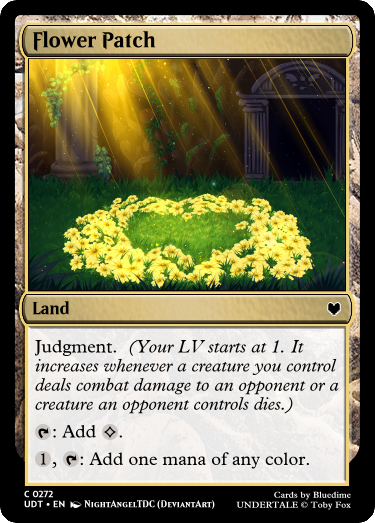 Flower Patch
Land
Judgment. (Your LV starts at 1. It
increases whenever a creature you control
deals combat damage to an opponent or a
creature an opponent controls dies.)
: Add .
1, : Add one mana of any color.
C 0272
Cards by Bluedime
UDT • EN NightAngelTDC (DeviantArt)
UNDERTALE © Toby Fox